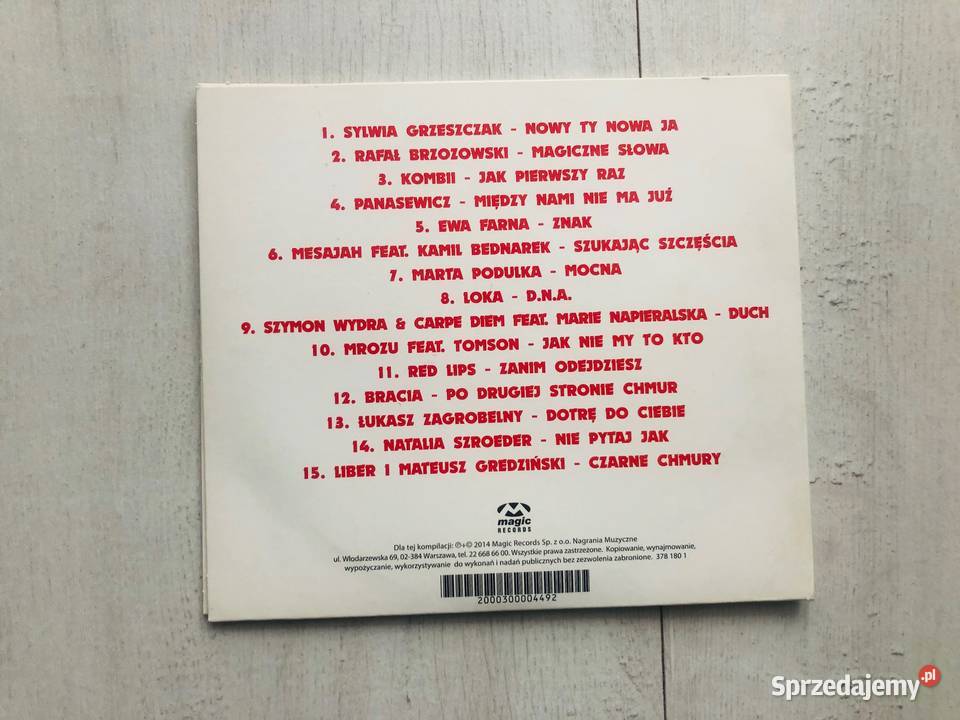 1. SYLWIA GRZESZCZAK - NOWY TY NOWA JA
2. RAFAŁ BRZOZOWSKI - MAGICZNE SŁOWA
3. KOMBII - JAK PIERWSZY RAZ
4. PANASEWICZ - MIĘDZY NAMI NIE MA JUŻ
5. EWA FARNA - ZNAK
6. MESAJAH FEAT. KAMIL BEDNAREK - SZUKAJĄC SZCZĘŚCIA
7. MARTA PODULKA - MOCNA
8. LOKA - D.N.A.
9. SZYMON WYDRA & CARPE DIEM FEAT. MARIE NAPIERALSKA - DUCH
10. MROZU FEAT. TOMSON - JAK NIE MY TO KTO
11. RED LIPS - ZANIM ODEJDZIESZ
12. BRACIA - PO DRUGIEJ STRONIE CHMUR
13. ŁUKASZ ZAGROBELNY - DOTRĘ DO CIEBIE
14. NATALIA SZROEDER - NIE PYTAJ JAK
15. LIBER I MATEUSZ GREDZIŃSKI - CZARNE CHMURY
magic
RECORDS
Dla tej kompilacji: ℗+© 2014 Magic Records Sp. z o.o. Nagrania Muzyczne
ul. Włodarzewska 69, 02-384 Warszawa, tel. 22 668 66 00. Wszystkie prawa zastrzeżone. Kopiowanie, wynajmowanie,
wypożyczanie, wykorzystywanie do wykonań i nadań publicznych bez zezwolenia zabronione. 378 180 1
2000300004492
Sprzedajemy.pl